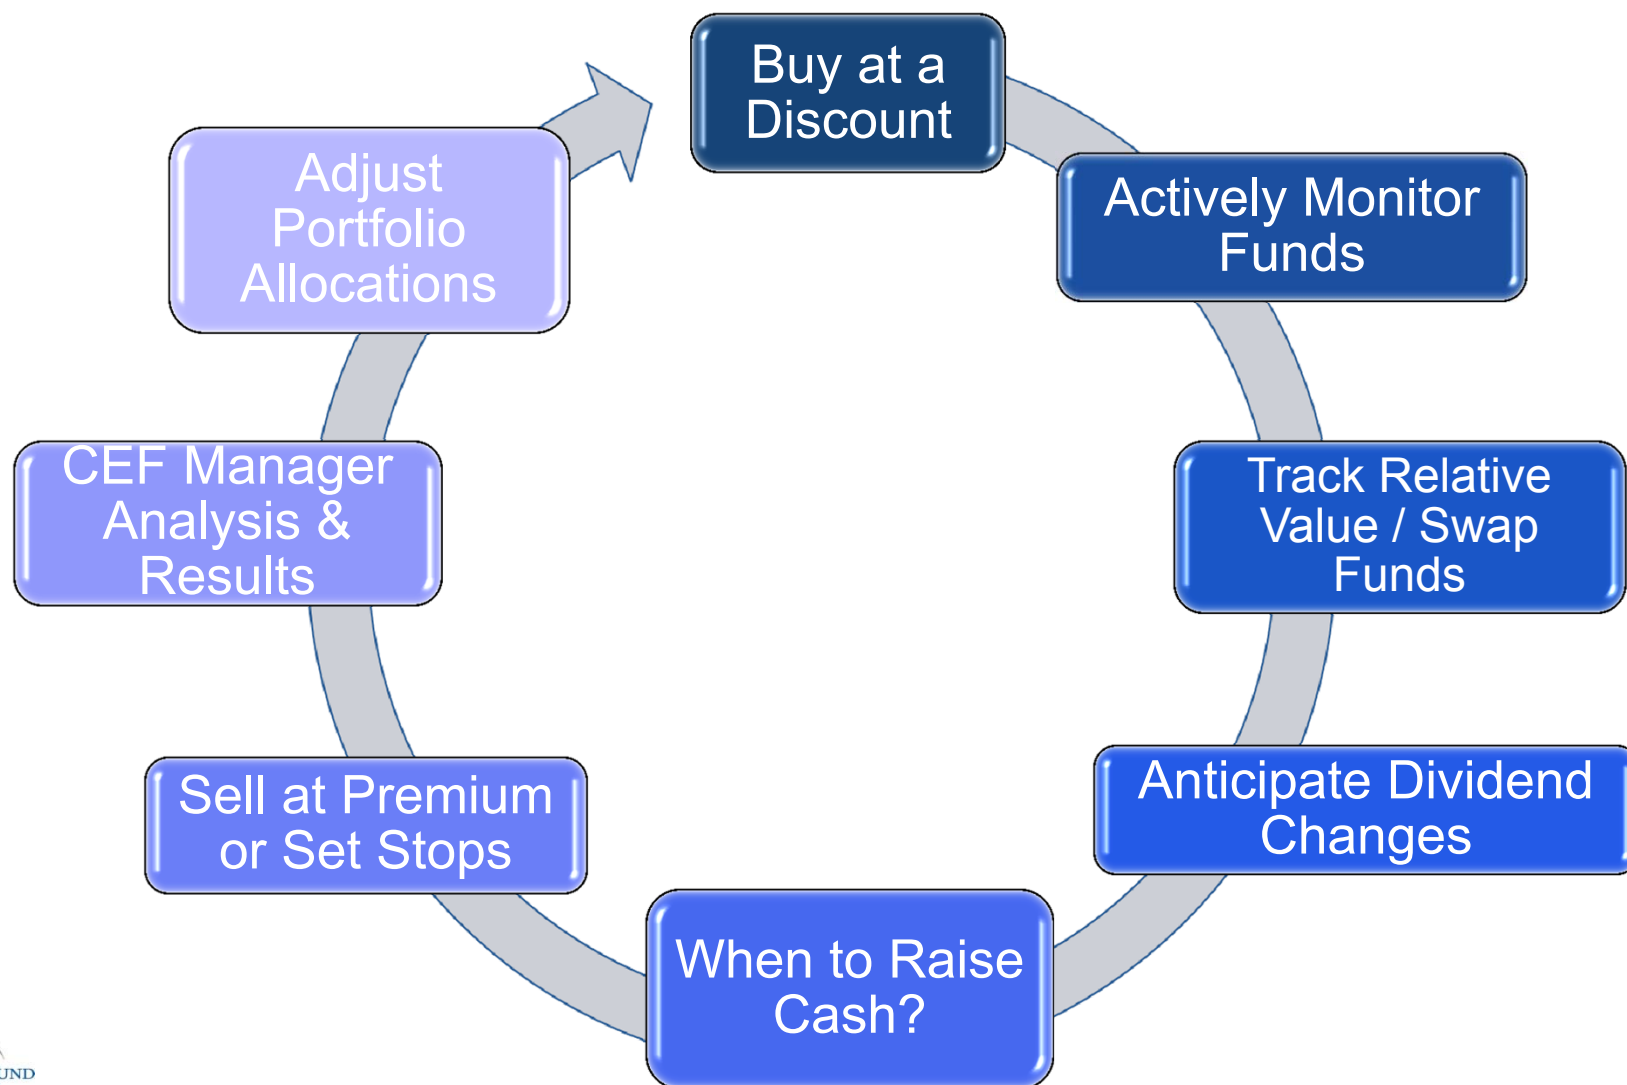 Buy at a
Discount
Actively Monitor
Funds
Track Relative
Value / Swap
Funds
Anticipate Dividend
Changes
When to Raise
Cash?
Sell at Premium
or Set Stops
CEF Manager
Analysis &
Results
Adjust
Portfolio
Allocations